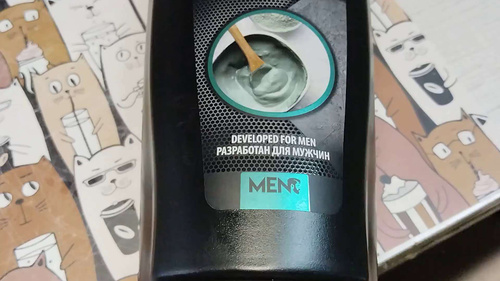 DEVELOPED FOR MEN
РАЗРАБОТАН ДЛЯ МУЖЧИН
MEN